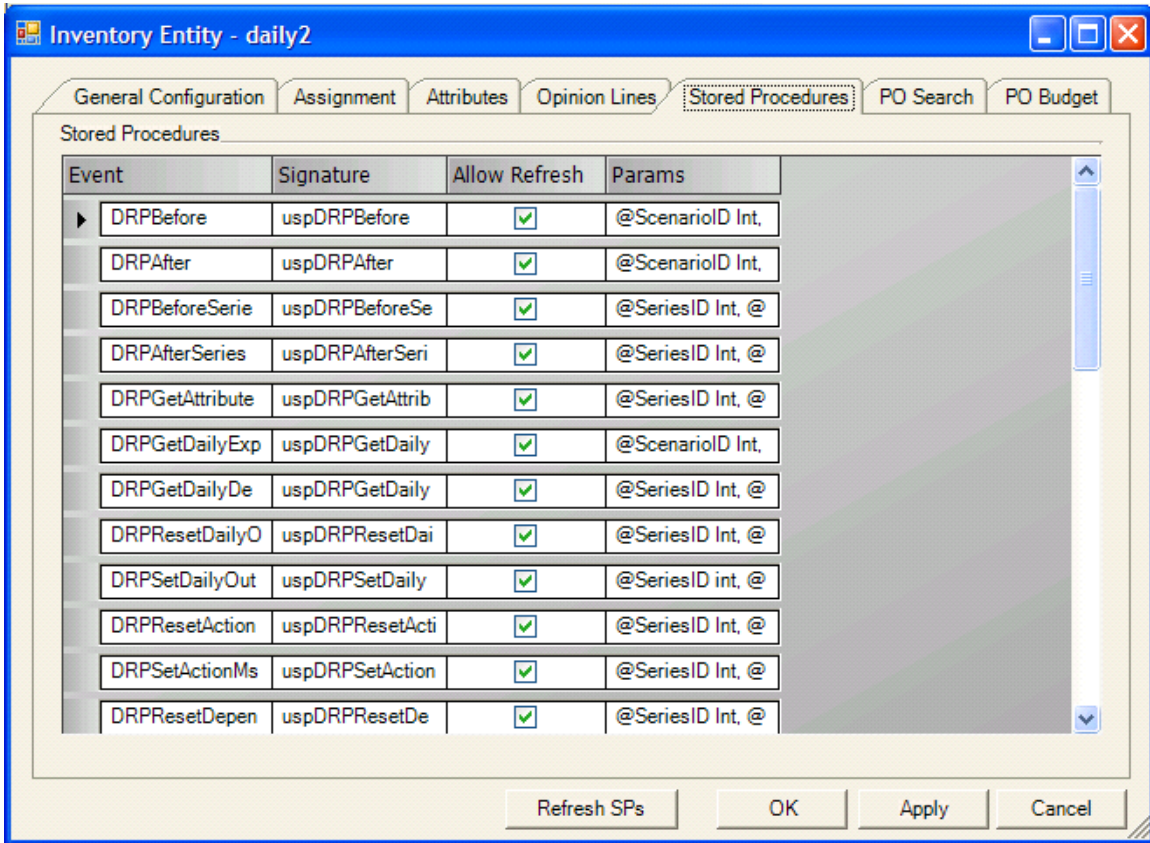 Inventory Entity - daily2
General Configuration Assignment Attributes Opinion Lines Stored Procedures PO Search PO Budget
Stored Procedures
Event Signature Allow Refresh Params
DRPBefore uspDRPBefore @ScenarioID Int,
DRPAfter uspDRPAfter @ScenarioID Int,
DRPBeforeSerie uspDRPBeforeSe @SeriesID Int, @
DRPAfterSeries uspDRPAfterSeri @SeriesID Int, @
DRPGetAttribute uspDRPGetAttrib @SeriesID Int, @
DRPGetDailyExp uspDRPGetDaily @ScenarioID Int,
DRPGetDailyDe uspDRPGetDaily @SeriesID Int, @
DRPResetDailyO uspDRPResetDai @SeriesID Int, @
DRPSetDailyOut uspDRPSetDaily @SeriesID int, @
DRPResetAction uspDRPResetActi @SeriesID Int, @
DRPSetActionMs uspDRPSetAction @SeriesID Int, @
DRPResetDepen uspDRPResetDe @SeriesID Int, @
Refresh SPs OK Apply Cancel